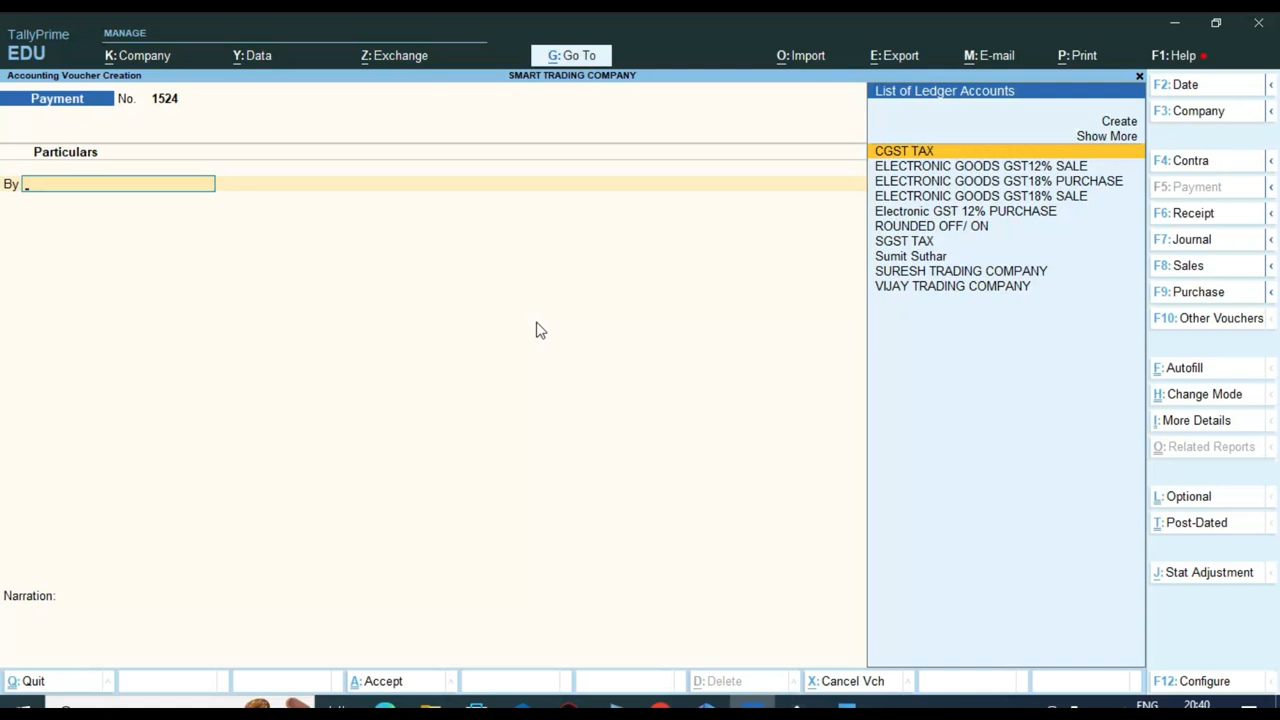 TallyPrime
EDU
MANAGE
K: Company
Y: Data
Z: Exchange
G: Go To
O: Import
E: Export
M: E-mail
P: Print
F1: Help
Accounting Voucher Creation
SMART TRADING COMPANY
Payment No. 1524
Particulars
By
Narration:
List of Ledger Accounts
Create
Show More
CGST TAX
ELECTRONIC GOODS GST12% SALE
ELECTRONIC GOODS GST18% PURCHASE
ELECTRONIC GOODS GST18% SALE
Electronic GST 12% PURCHASE
ROUNDED OFF/ ON
SGST TAX
Sumit Suthar
SURESH TRADING COMPANY
VIJAY TRADING COMPANY
F2: Date
F3: Company
F4: Contra
F5: Payment
F6: Receipt
F7: Journal
F8: Sales
F9: Purchase
F10: Other Vouchers
F: Autofill
H: Change Mode
I: More Details
O: Related Reports
L: Optional
T: Post-Dated
J: Stat Adjustment
Q: Quit
A: Accept
D: Delete
X: Cancel Vch
F12: Configure
ENG
20:40